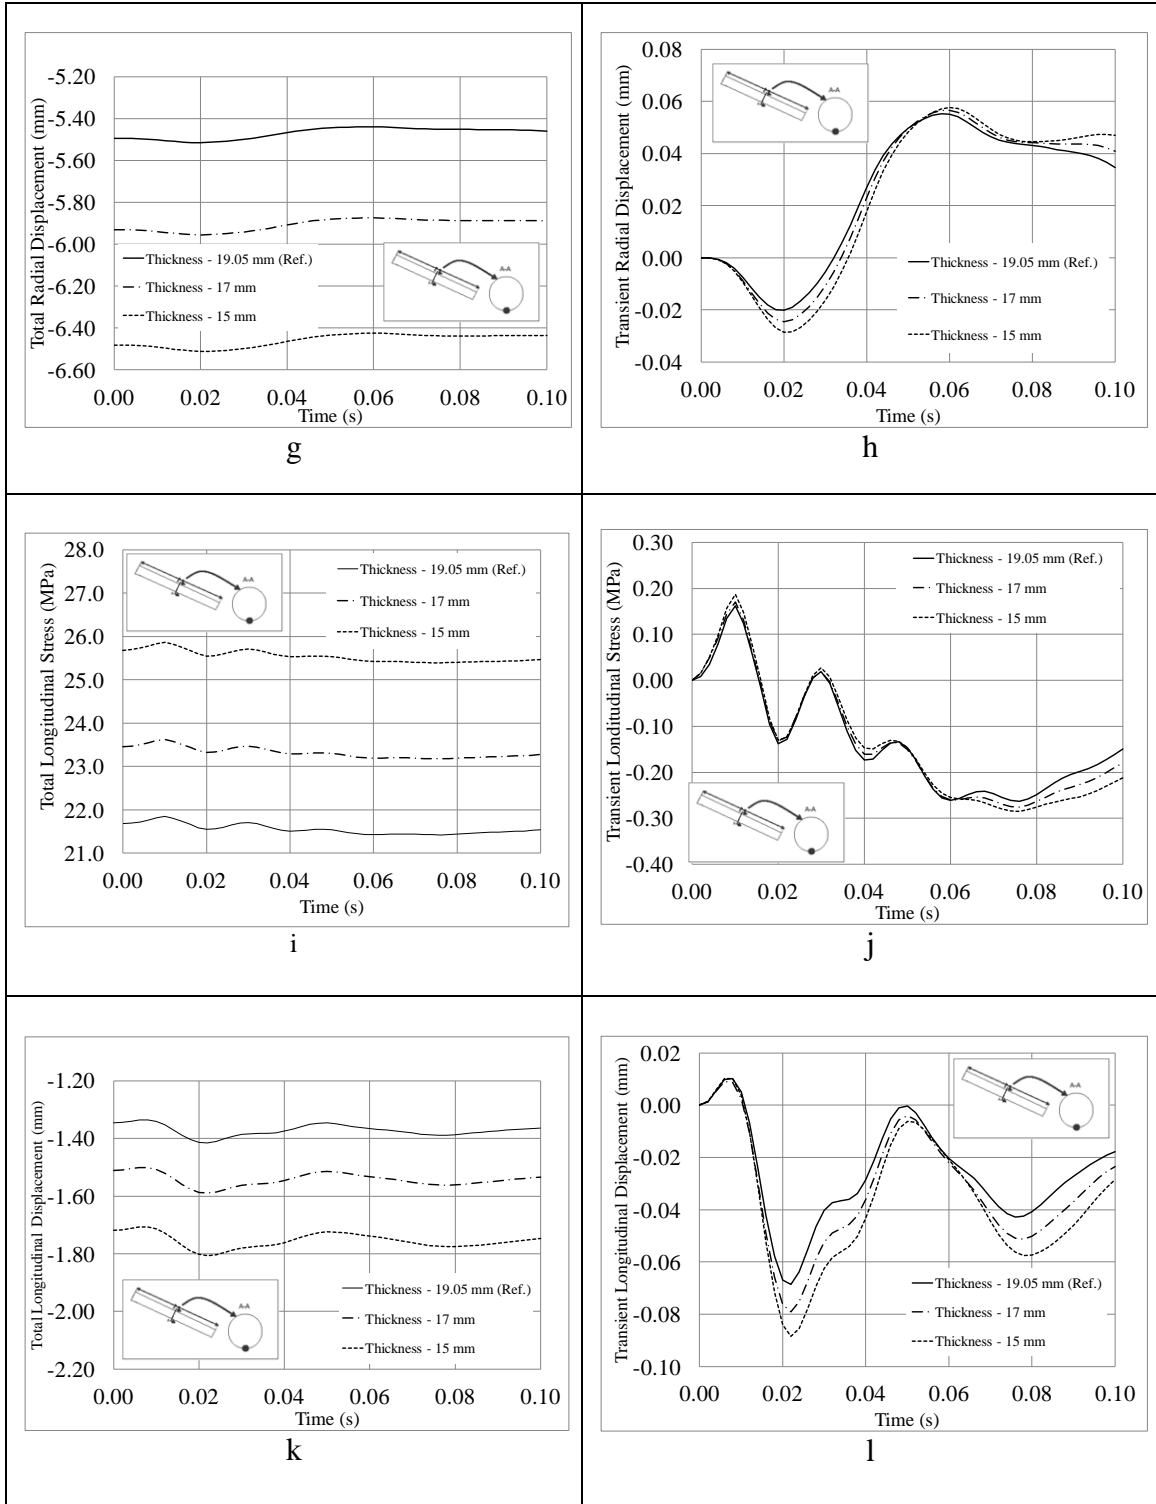 Total Radial Displacement (mm)
-5.20
-5.40
-5.60
-5.80
-6.00
-6.20
-6.40
-6.60
A-A
Thickness - 19.05 mm (Ref.)
Thickness - 17 mm
Thickness - 15 mm
0.00 0.02 0.04 0.06 0.08 0.10
Time (s)
g
Transient Radial Displacement (mm)
0.08
0.06
0.04
0.02
0.00
-0.02
-0.04
A-A
Thickness - 19.05 mm (Ref.)
Thickness - 17 mm
Thickness - 15 mm
0.00 0.02 0.04 0.06 0.08 0.10
Time (s)
h
Total Longitudinal Stress (MPa)
28.0
27.0
26.0
25.0
24.0
23.0
22.0
21.0
A-A
Thickness - 19.05 mm (Ref.)
Thickness - 17 mm
Thickness - 15 mm
0.00 0.02 0.04 0.06 0.08 0.10
Time (s)
i
Transient Londitudinal Stress (MPa)
0.30
0.20
0.10
0.00
-0.10
-0.20
-0.30
-0.40
Thickness - 19.05 mm (Ref.)
Thickness - 17 mm
Thickness - 15 mm
A-A
0.00 0.02 0.04 0.06 0.08 0.10
Time (s)
j
Total Longitudinal Displacement (mm)
-1.20
-1.40
-1.60
-1.80
-2.00
-2.20
A-A
Thickness - 19.05 mm (Ref.)
Thickness - 17 mm
Thickness - 15 mm
0.00 0.02 0.04 0.06 0.08 0.10
Time (s)
k
Transient Longitudinal Displacement (mm)
0.02
0.00
-0.02
-0.04
-0.06
-0.08
-0.10
A-A
Thickness - 19.05 mm (Ref.)
Thickness - 17 mm
Thickness - 15 mm
0.00 0.02 0.04 0.06 0.08 0.10
Time (s)
l